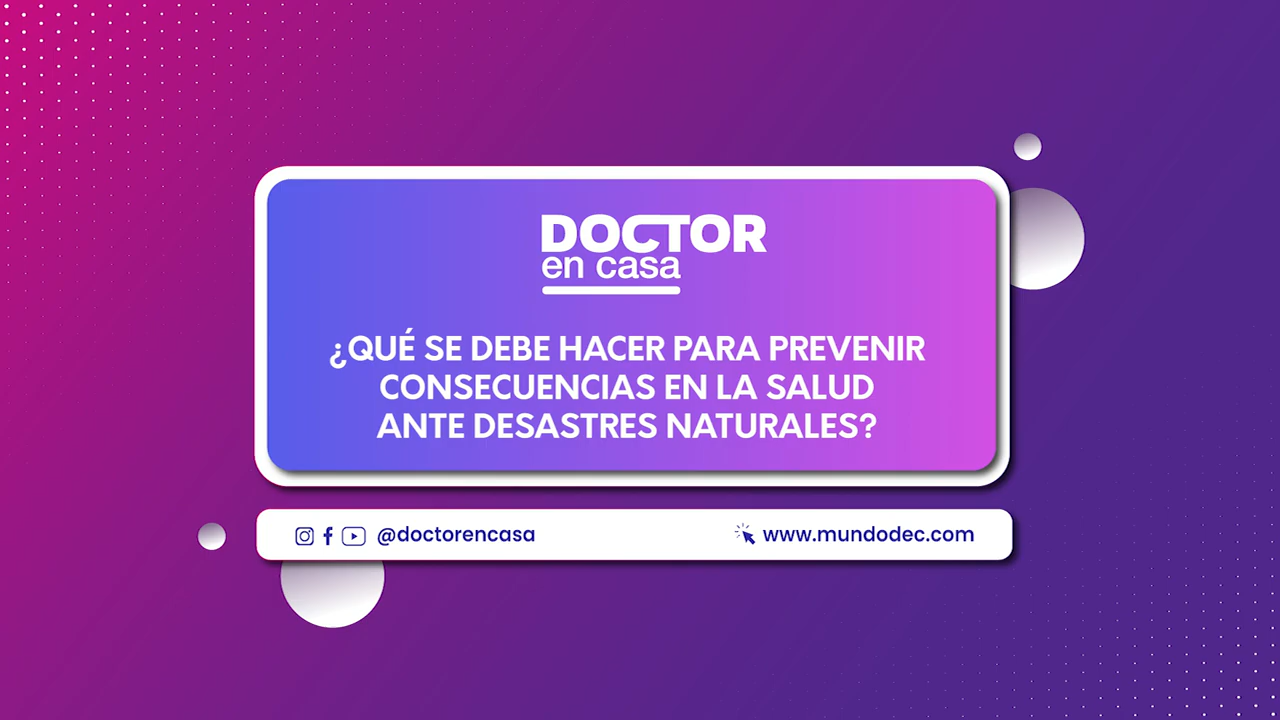 DOCTOR
en casa
¿QUÉ SE DEBE HACER PARA PREVENIR
CONSECUENCIAS EN LA SALUD
ANTE DESASTRES NATURALES?
@doctorencasa
www.mundodec.com